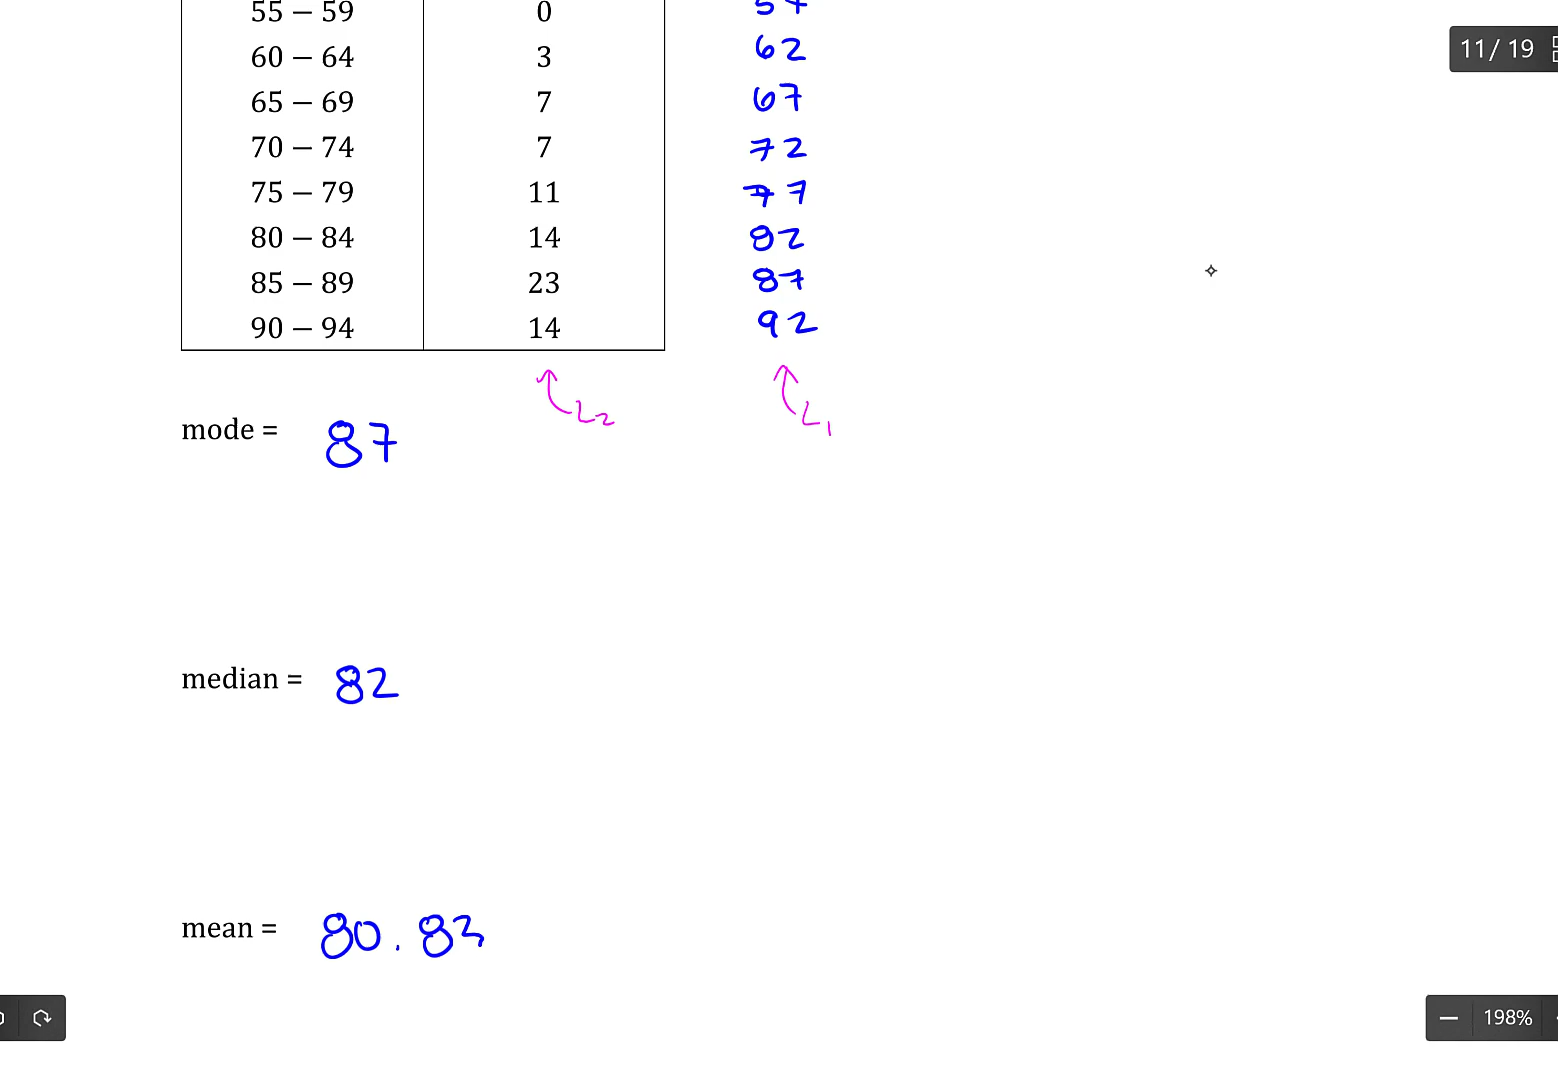 55 – 59 0 57
11/ 19
60 – 64 3 62
65 – 69 7 67
70 – 74 7 72
75 – 79 11 77
80 – 84 14 82
85 – 89 23 87
90 – 94 14 92
L2 L1
mode = 87
median = 82
mean = 80.83
198%